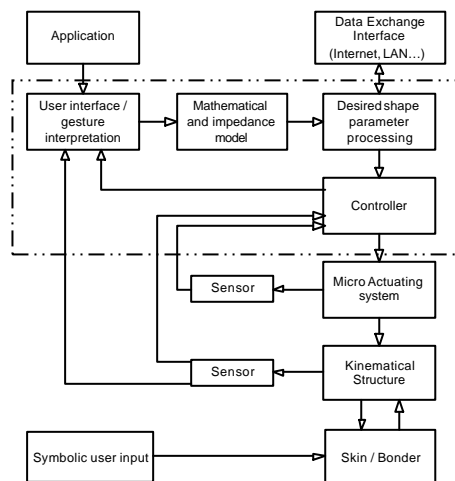 Application
Data Exchange
Interface
(Internet, LAN...)
User interface /
gesture
interpretation
Mathematical
and impedance
model
Desired shape
parameter
processing
Controller
Sensor
Micro Actuating
system
Sensor
Kinematical
Structure
Symbolic user input
Skin / Bonder